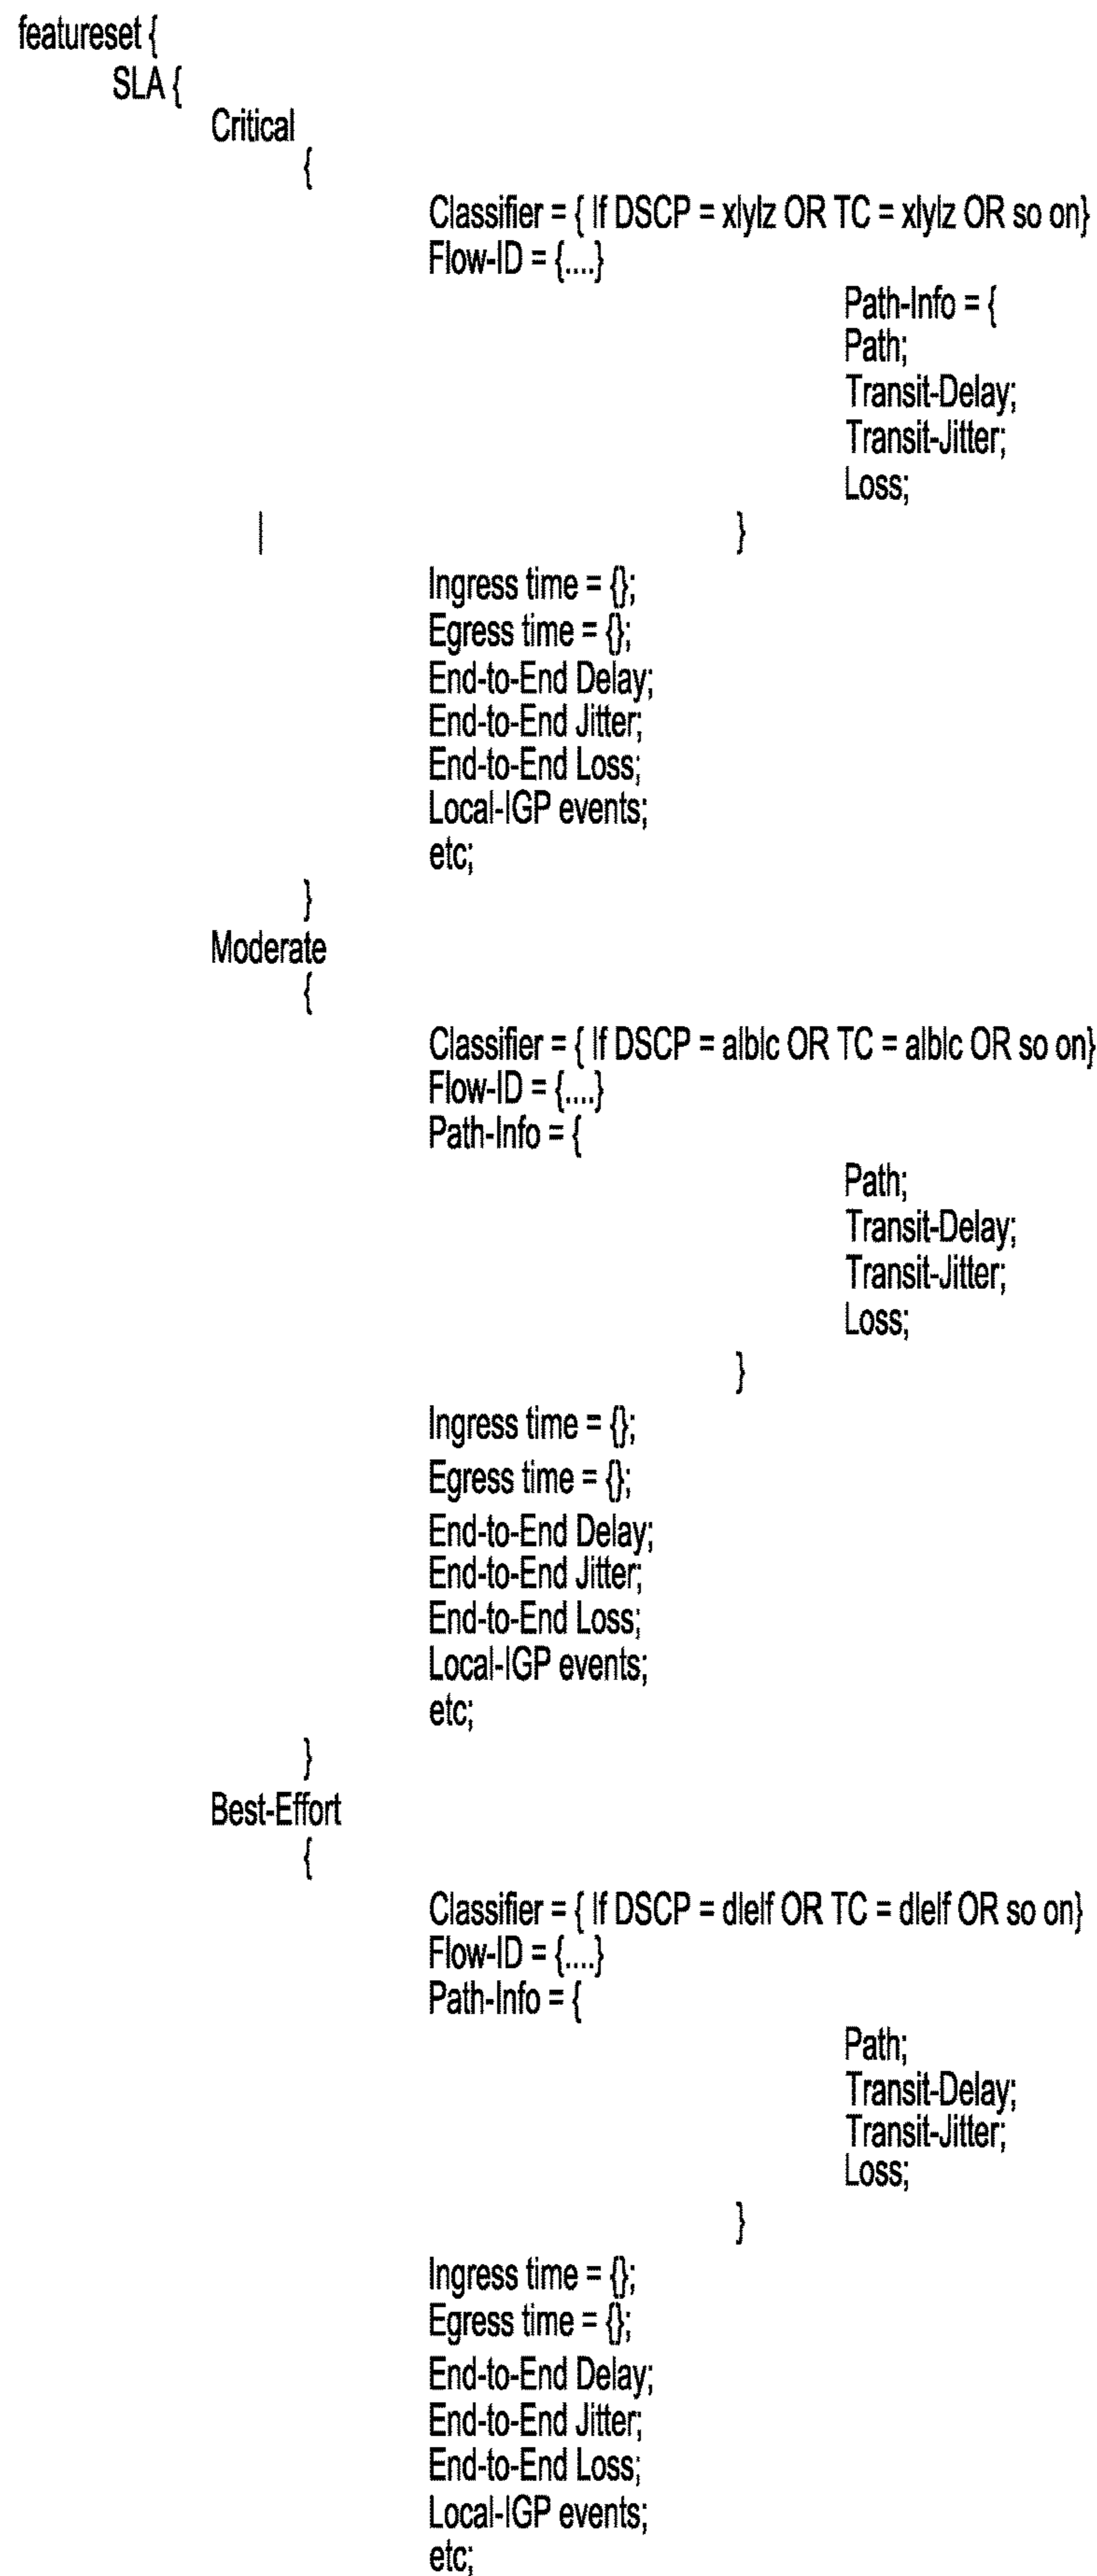 featureset {
SLA {
Critical
{
Classifier = { If DSCP = x|y|z OR TC = x|y|z OR so on}
Flow-ID = {....}
Path-Info = {
Path;
Transit-Delay;
Transit-Jitter;
Loss;
| }
Ingress time = {};
Egress time = {};
End-to-End Delay;
End-to-End Jitter;
End-to-End Loss;
Local-IGP events;
etc;
}
Moderate
{
Classifier = { If DSCP = a|b|c OR TC = a|b|c OR so on}
Flow-ID = {....}
Path-Info = {
Path;
Transit-Delay;
Transit-Jitter;
Loss;
}
Ingress time = {};
Egress time = {};
End-to-End Delay;
End-to-End Jitter;
End-to-End Loss;
Local-IGP events;
etc;
}
Best-Effort
{
Classifier = { If DSCP = d|e|f OR TC = d|e|f OR so on}
Flow-ID = {....}
Path-Info = {
Path;
Transit-Delay;
Transit-Jitter;
Loss;
}
Ingress time = {};
Egress time = {};
End-to-End Delay;
End-to-End Jitter;
End-to-End Loss;
Local-IGP events;
etc;